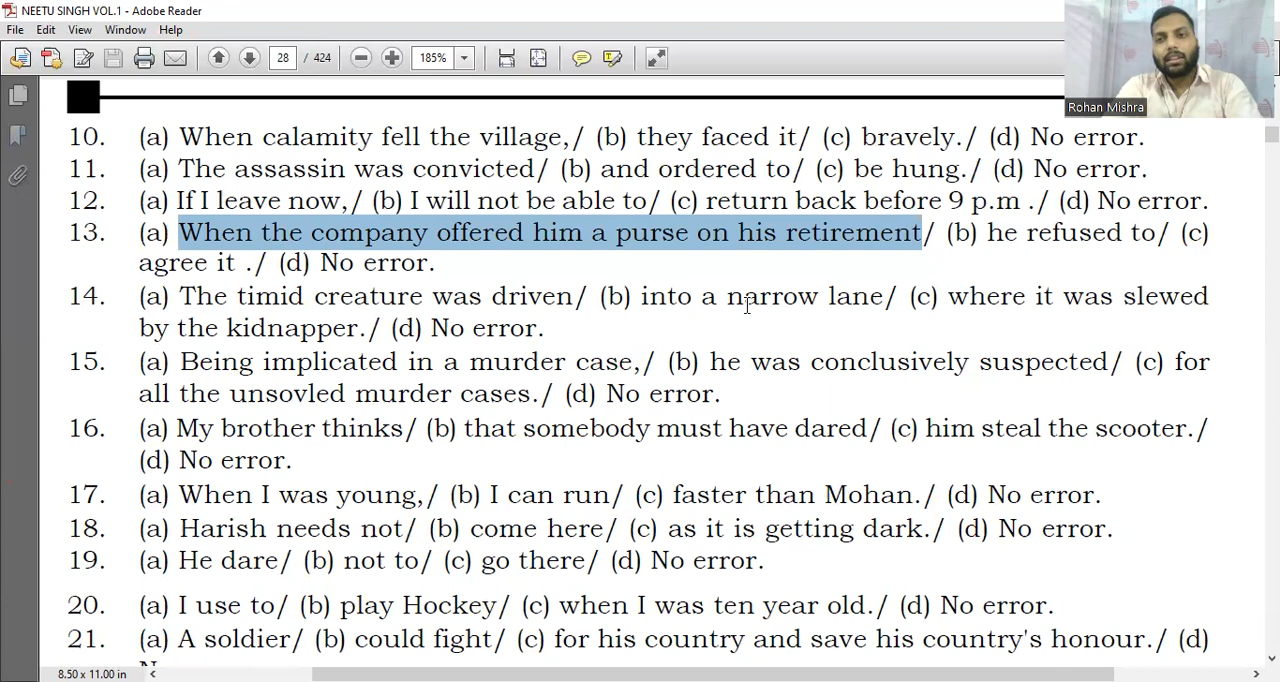 NEETU SINGH VOL.1 - Adobe Reader
File Edit View Window Help
28 / 424 185%
Rohan Mishra
10. (a) When calamity fell the village,/ (b) they faced it/ (c) bravely./ (d) No error.
11. (a) The assassin was convicted/ (b) and ordered to/ (c) be hung./ (d) No error.
12. (a) If I leave now,/ (b) I will not be able to/ (c) return back before 9 p.m ./ (d) No error.
13. (a) When the company offered him a purse on his retirement/ (b) he refused to/ (c)
agree it ./ (d) No error.
14. (a) The timid creature was driven/ (b) into a narrow lane/ (c) where it was slewed
by the kidnapper./ (d) No error.
15. (a) Being implicated in a murder case,/ (b) he was conclusively suspected/ (c) for
all the unsovled murder cases./ (d) No error.
16. (a) My brother thinks/ (b) that somebody must have dared/ (c) him steal the scooter./
(d) No error.
17. (a) When I was young,/ (b) I can run/ (c) faster than Mohan./ (d) No error.
18. (a) Harish needs not/ (b) come here/ (c) as it is getting dark./ (d) No error.
19. (a) He dare/ (b) not to/ (c) go there/ (d) No error.
20. (a) I use to/ (b) play Hockey/ (c) when I was ten year old./ (d) No error.
21. (a) A soldier/ (b) could fight/ (c) for his country and save his country's honour./ (d)
8.50 x 11.00 in